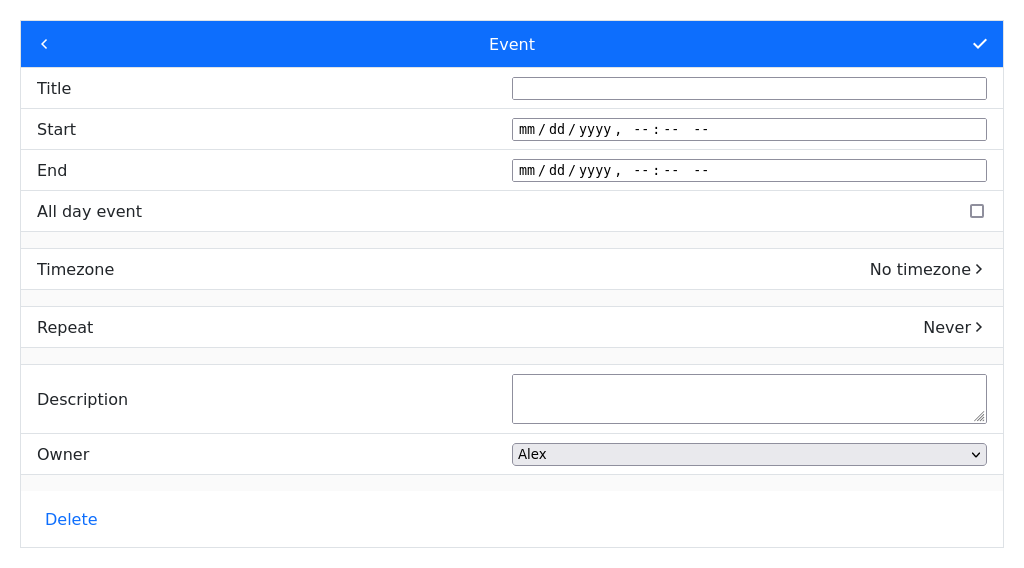 Event
Title
Start mm/dd/yyyy, --:-- --
End mm/dd/yyyy, --:-- --
All day event
Timezone No timezone
Repeat Never
Description
Owner Alex
Delete